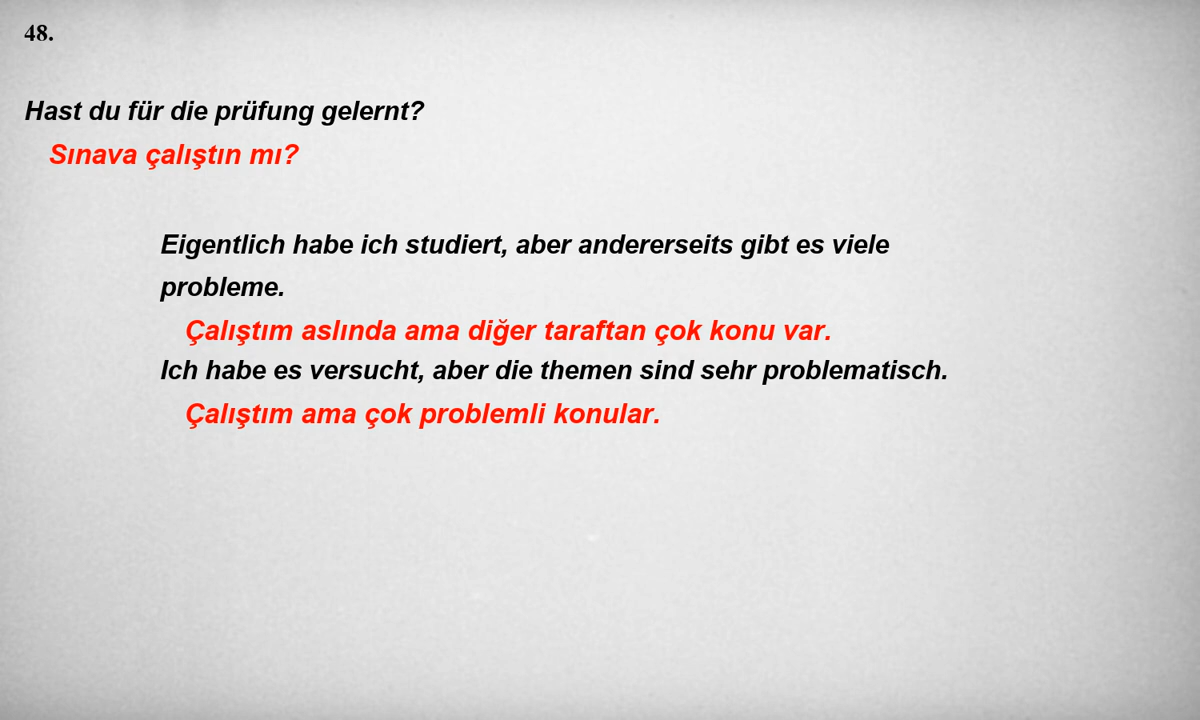 48.
Hast du für die prüfung gelernt?
Sınava çalıştın mı?
Eigentlich habe ich studiert, aber andererseits gibt es viele
probleme.
Çalıştım aslında ama diğer taraftan çok konu var.
Ich habe es versucht, aber die themen sind sehr problematisch.
Çalıştım ama çok problemli konular.